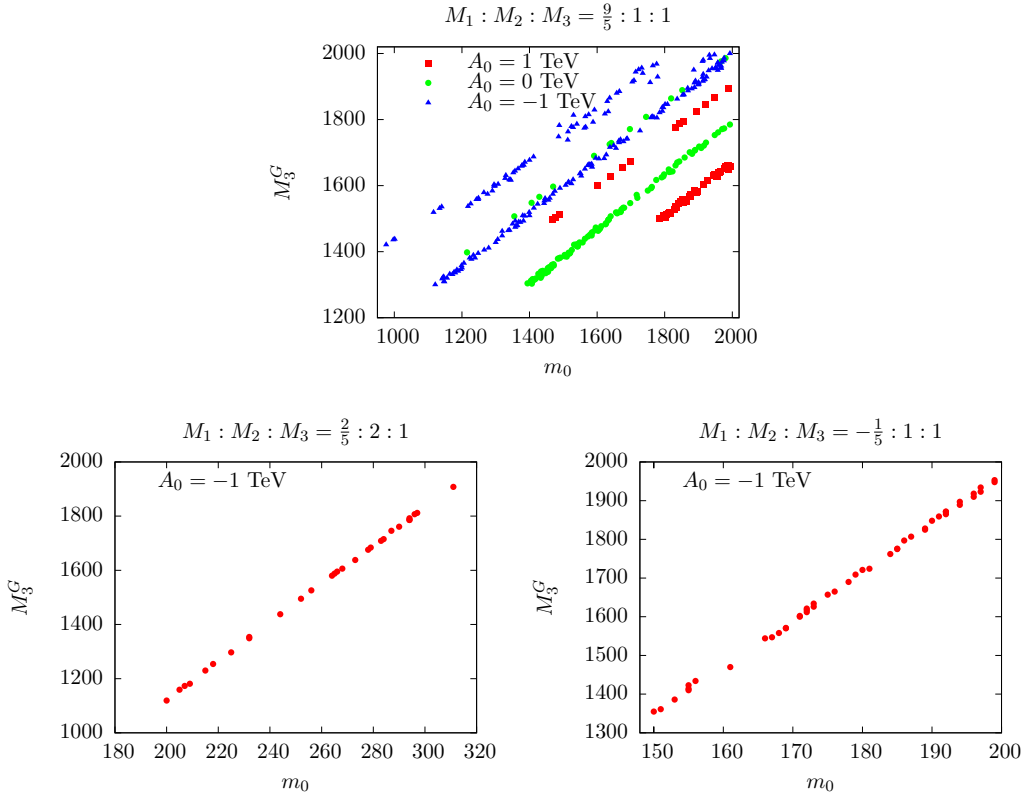 M₁ : M₂ : M₃ = 9/5 : 1 : 1
2000
1800
1600
1400
1200
M₃ᴳ
A₀ = 1 TeV
A₀ = 0 TeV
A₀ = −1 TeV
1000 1200 1400 1600 1800 2000
m₀
M₁ : M₂ : M₃ = 2/5 : 2 : 1
2000
1800
1600
1400
1200
1000
M₃ᴳ
A₀ = −1 TeV
180 200 220 240 260 280 300 320
m₀
M₁ : M₂ : M₃ = −1/5 : 1 : 1
2000
1900
1800
1700
1600
1500
1400
1300
M₃ᴳ
A₀ = −1 TeV
150 160 170 180 190 200
m₀